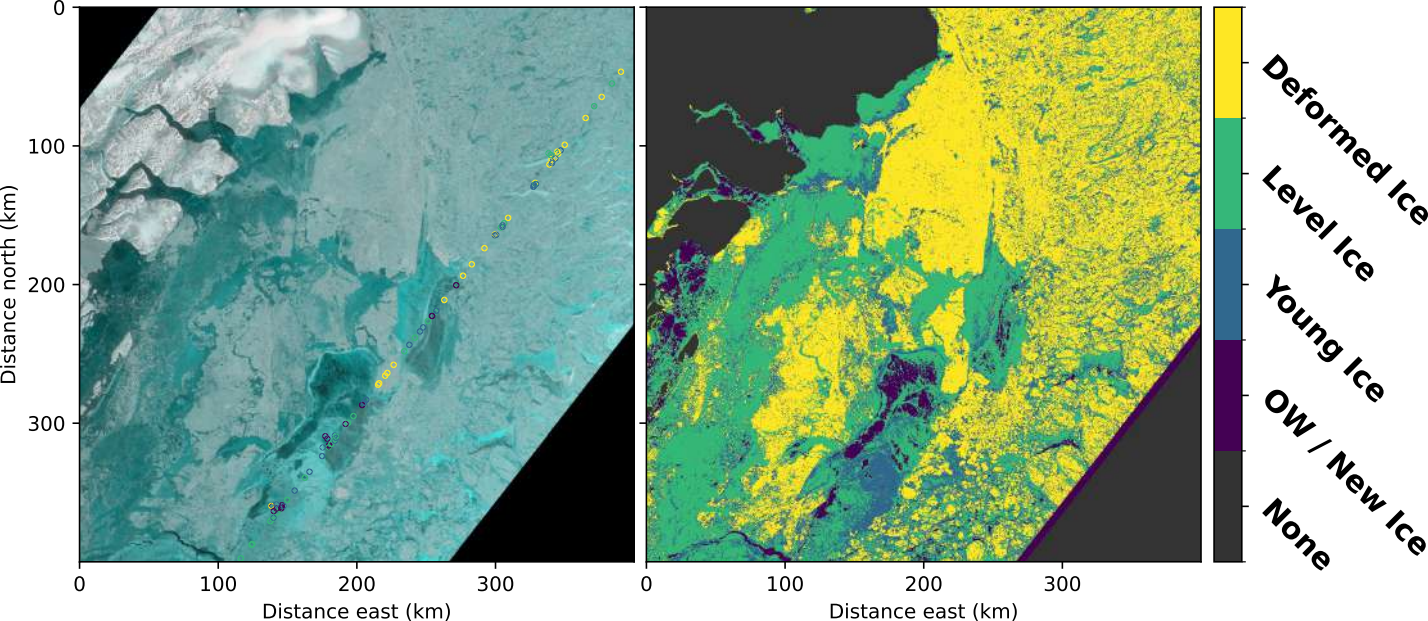 0
100
200
300
Distance north (km)
0
100
200
300
Distance east (km)
0
100
200
300
Distance east (km)
Deformed Ice
Level Ice
Young Ice
OW / New Ice
None